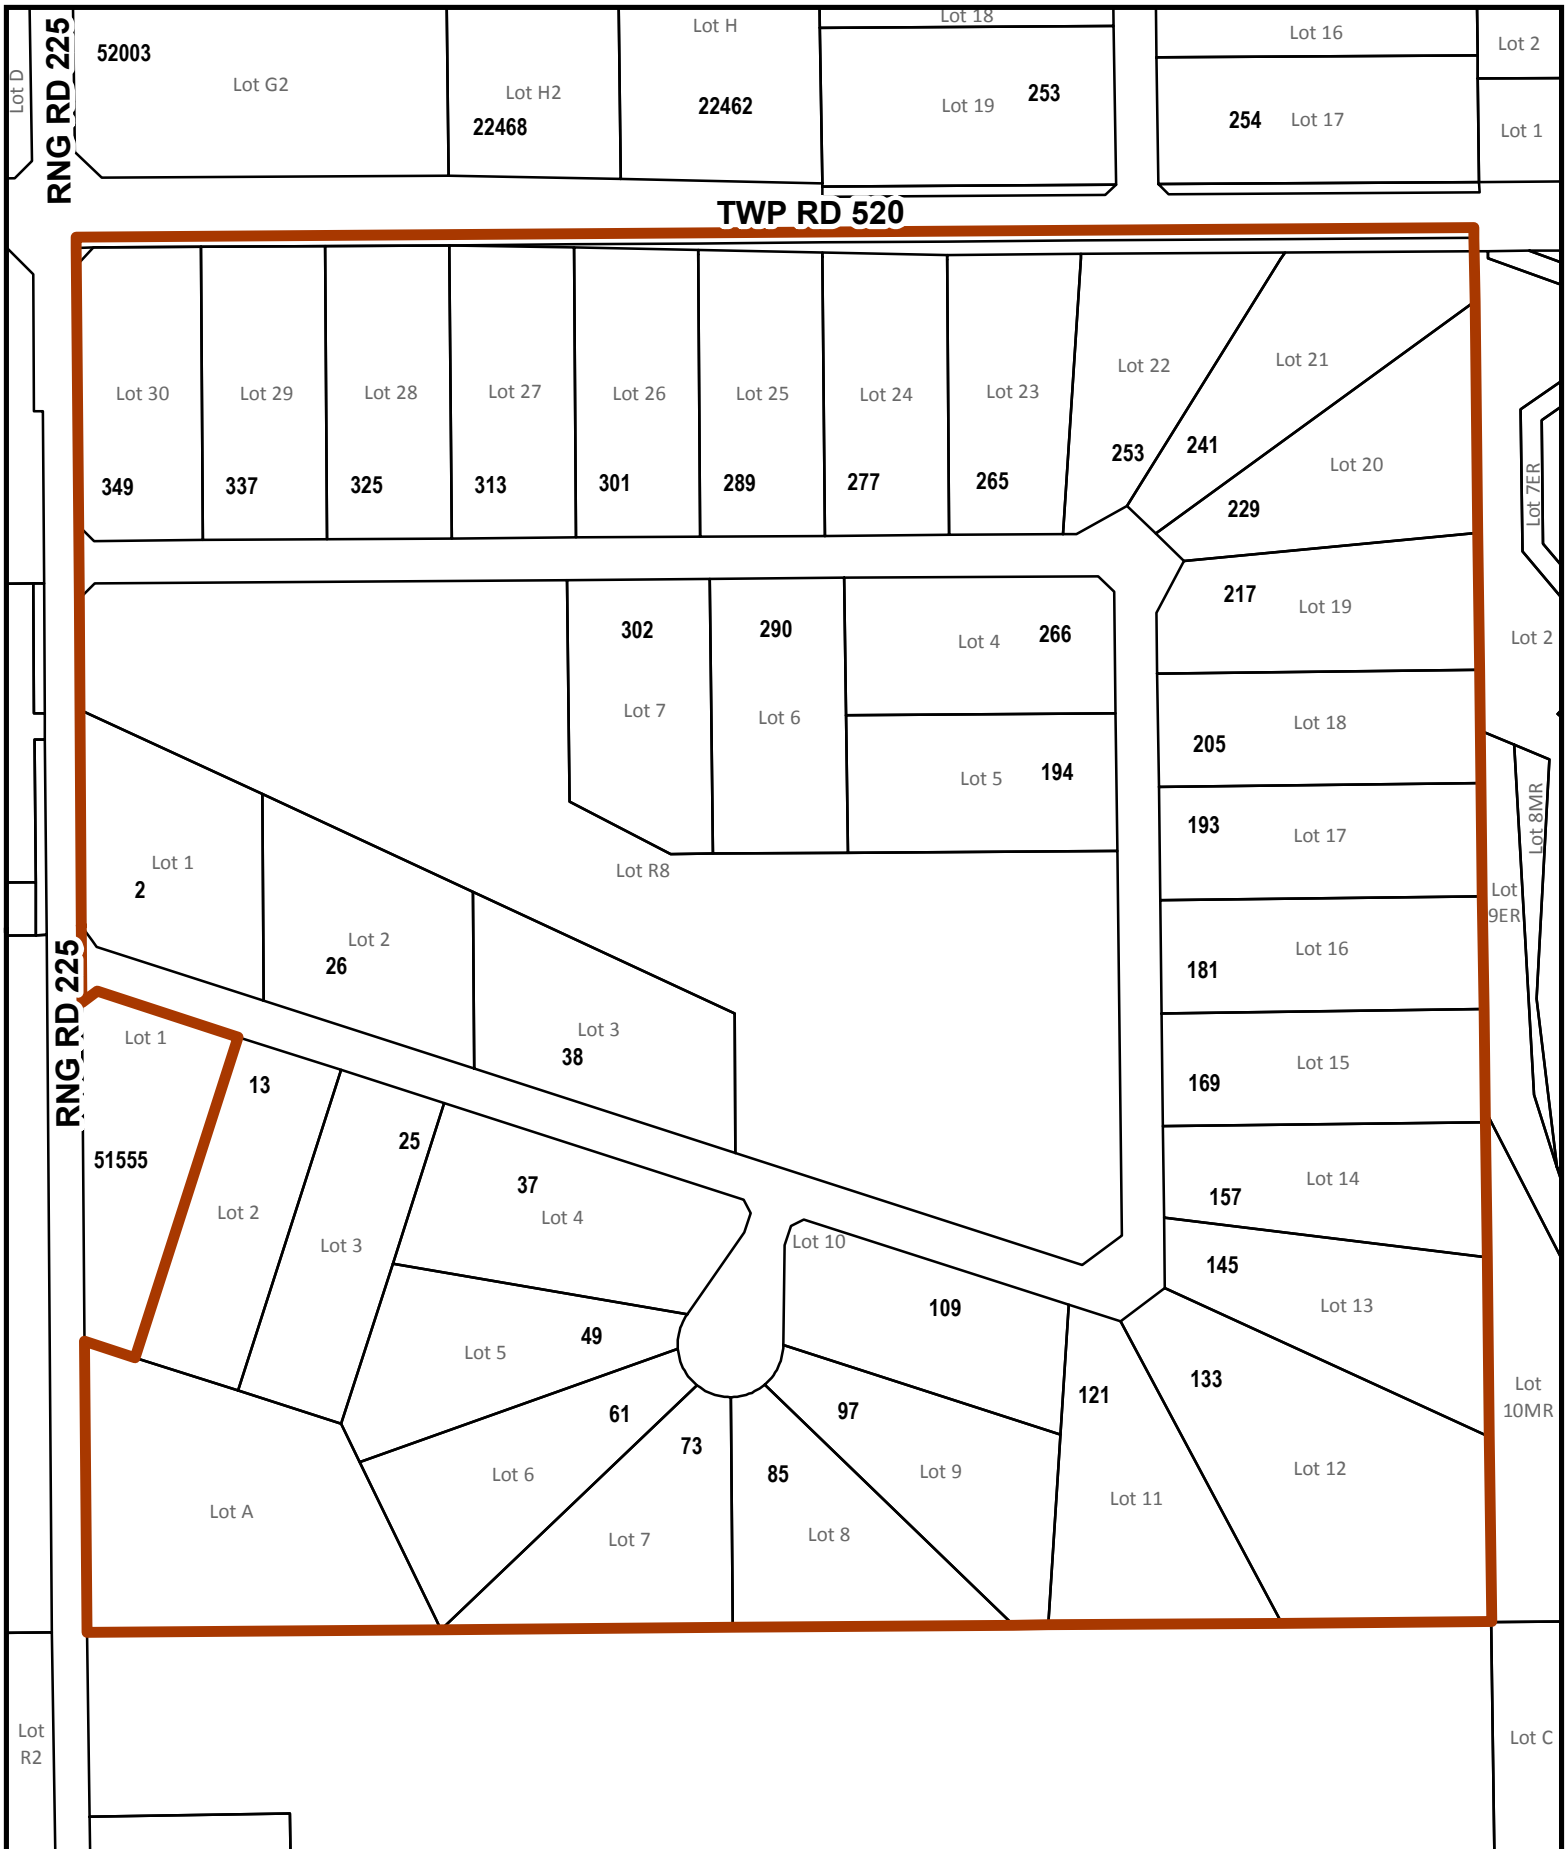 RNG RD 225
Lot D
52003
Lot G2
Lot H2
22468
Lot H
22462
Lot 18
Lot 19
253
Lot 16
254
Lot 17
Lot 2
Lot 1
TWP RD 520
Lot 30
349
Lot 29
337
Lot 28
325
Lot 27
313
Lot 26
301
Lot 25
289
Lot 24
277
Lot 23
265
Lot 22
253
Lot 21
241
Lot 20
229
Lot 7ER
217
Lot 19
Lot 2
302
Lot 7
290
Lot 6
Lot 4
266
Lot 5
194
Lot 18
205
193
Lot 17
Lot 8MR
Lot R8
Lot 1
2
Lot 2
26
Lot 3
38
Lot
9ER
Lot 16
181
Lot 15
169
RNG RD 225
Lot 1
51555
13
Lot 2
25
Lot 3
37
Lot 4
Lot 14
157
Lot 10
109
145
Lot 13
49
Lot 5
61
Lot 6
73
Lot 7
85
Lot 8
97
Lot 9
121
Lot 11
133
Lot 12
Lot
10MR
Lot A
Lot
R2
Lot C